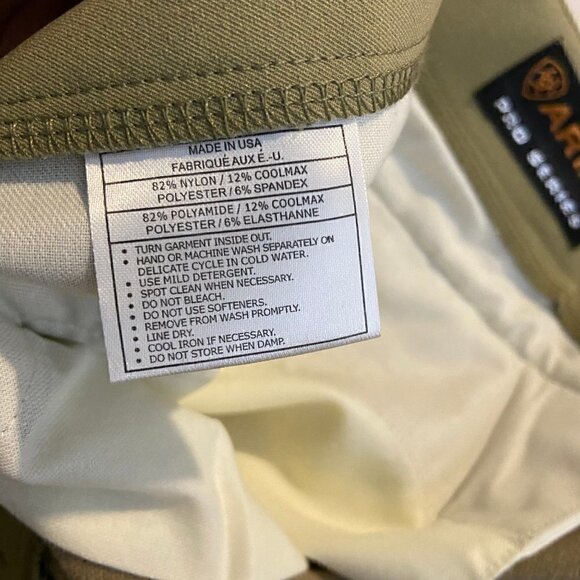 MADE IN USA
FABRIQUÉ AUX E.-U.
82% NYLON / 12% COOLMAX
POLYESTER / 6% SPANDEX
82% POLYAMIDE / 12% COOLMAX
POLYESTER / 6% ELASTHANNE
• TURN GARMENT INSIDE OUT.
• HAND OR MACHINE WASH SEPARATELY ON
DELICATE CYCLE IN COLD WATER.
• USE MILD DETERGENT.
• SPOT CLEAN WHEN NECESSARY.
• DO NOT BLEACH.
• DO NOT USE SOFTENERS.
• REMOVE FROM WASH PROMPTLY.
• LINE DRY.
• COOL IRON IF NECESSARY.
• DO NOT STORE WHEN DAMP.
PRO SERIES